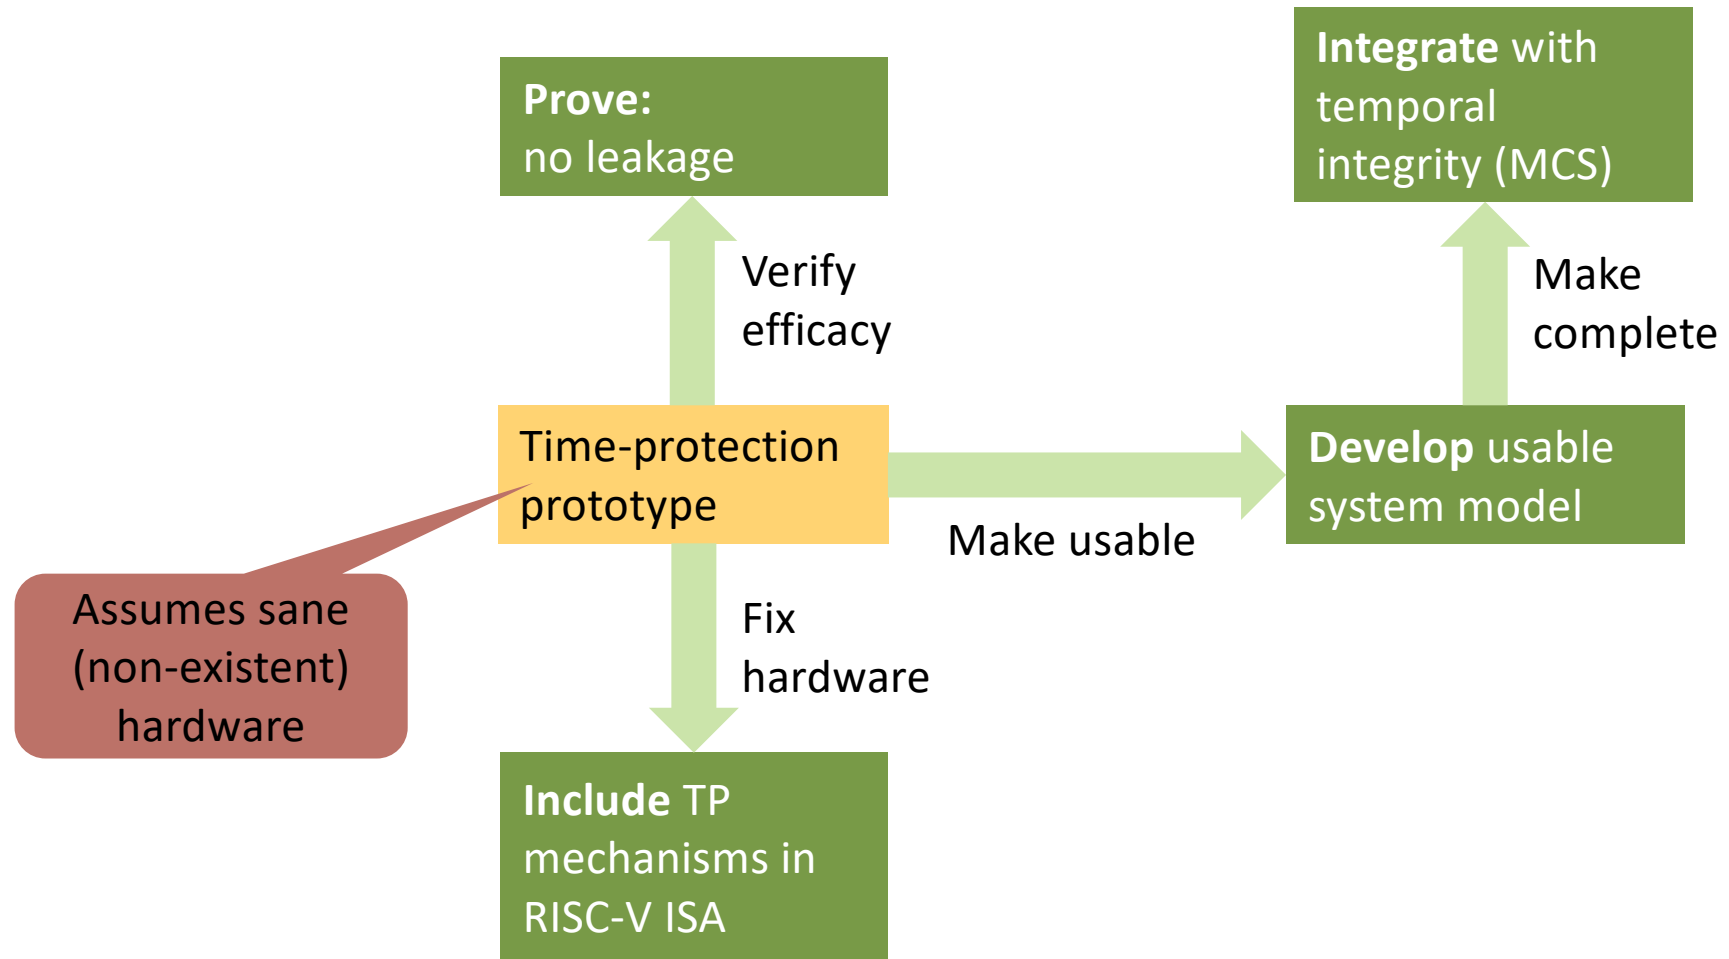 Prove:
no leakage
Integrate with
temporal
integrity (MCS)
Verify
efficacy
Make
complete
Time-protection
prototype
Make usable
Develop usable
system model
Assumes sane
(non-existent)
hardware
Fix
hardware
Include TP
mechanisms in
RISC-V ISA